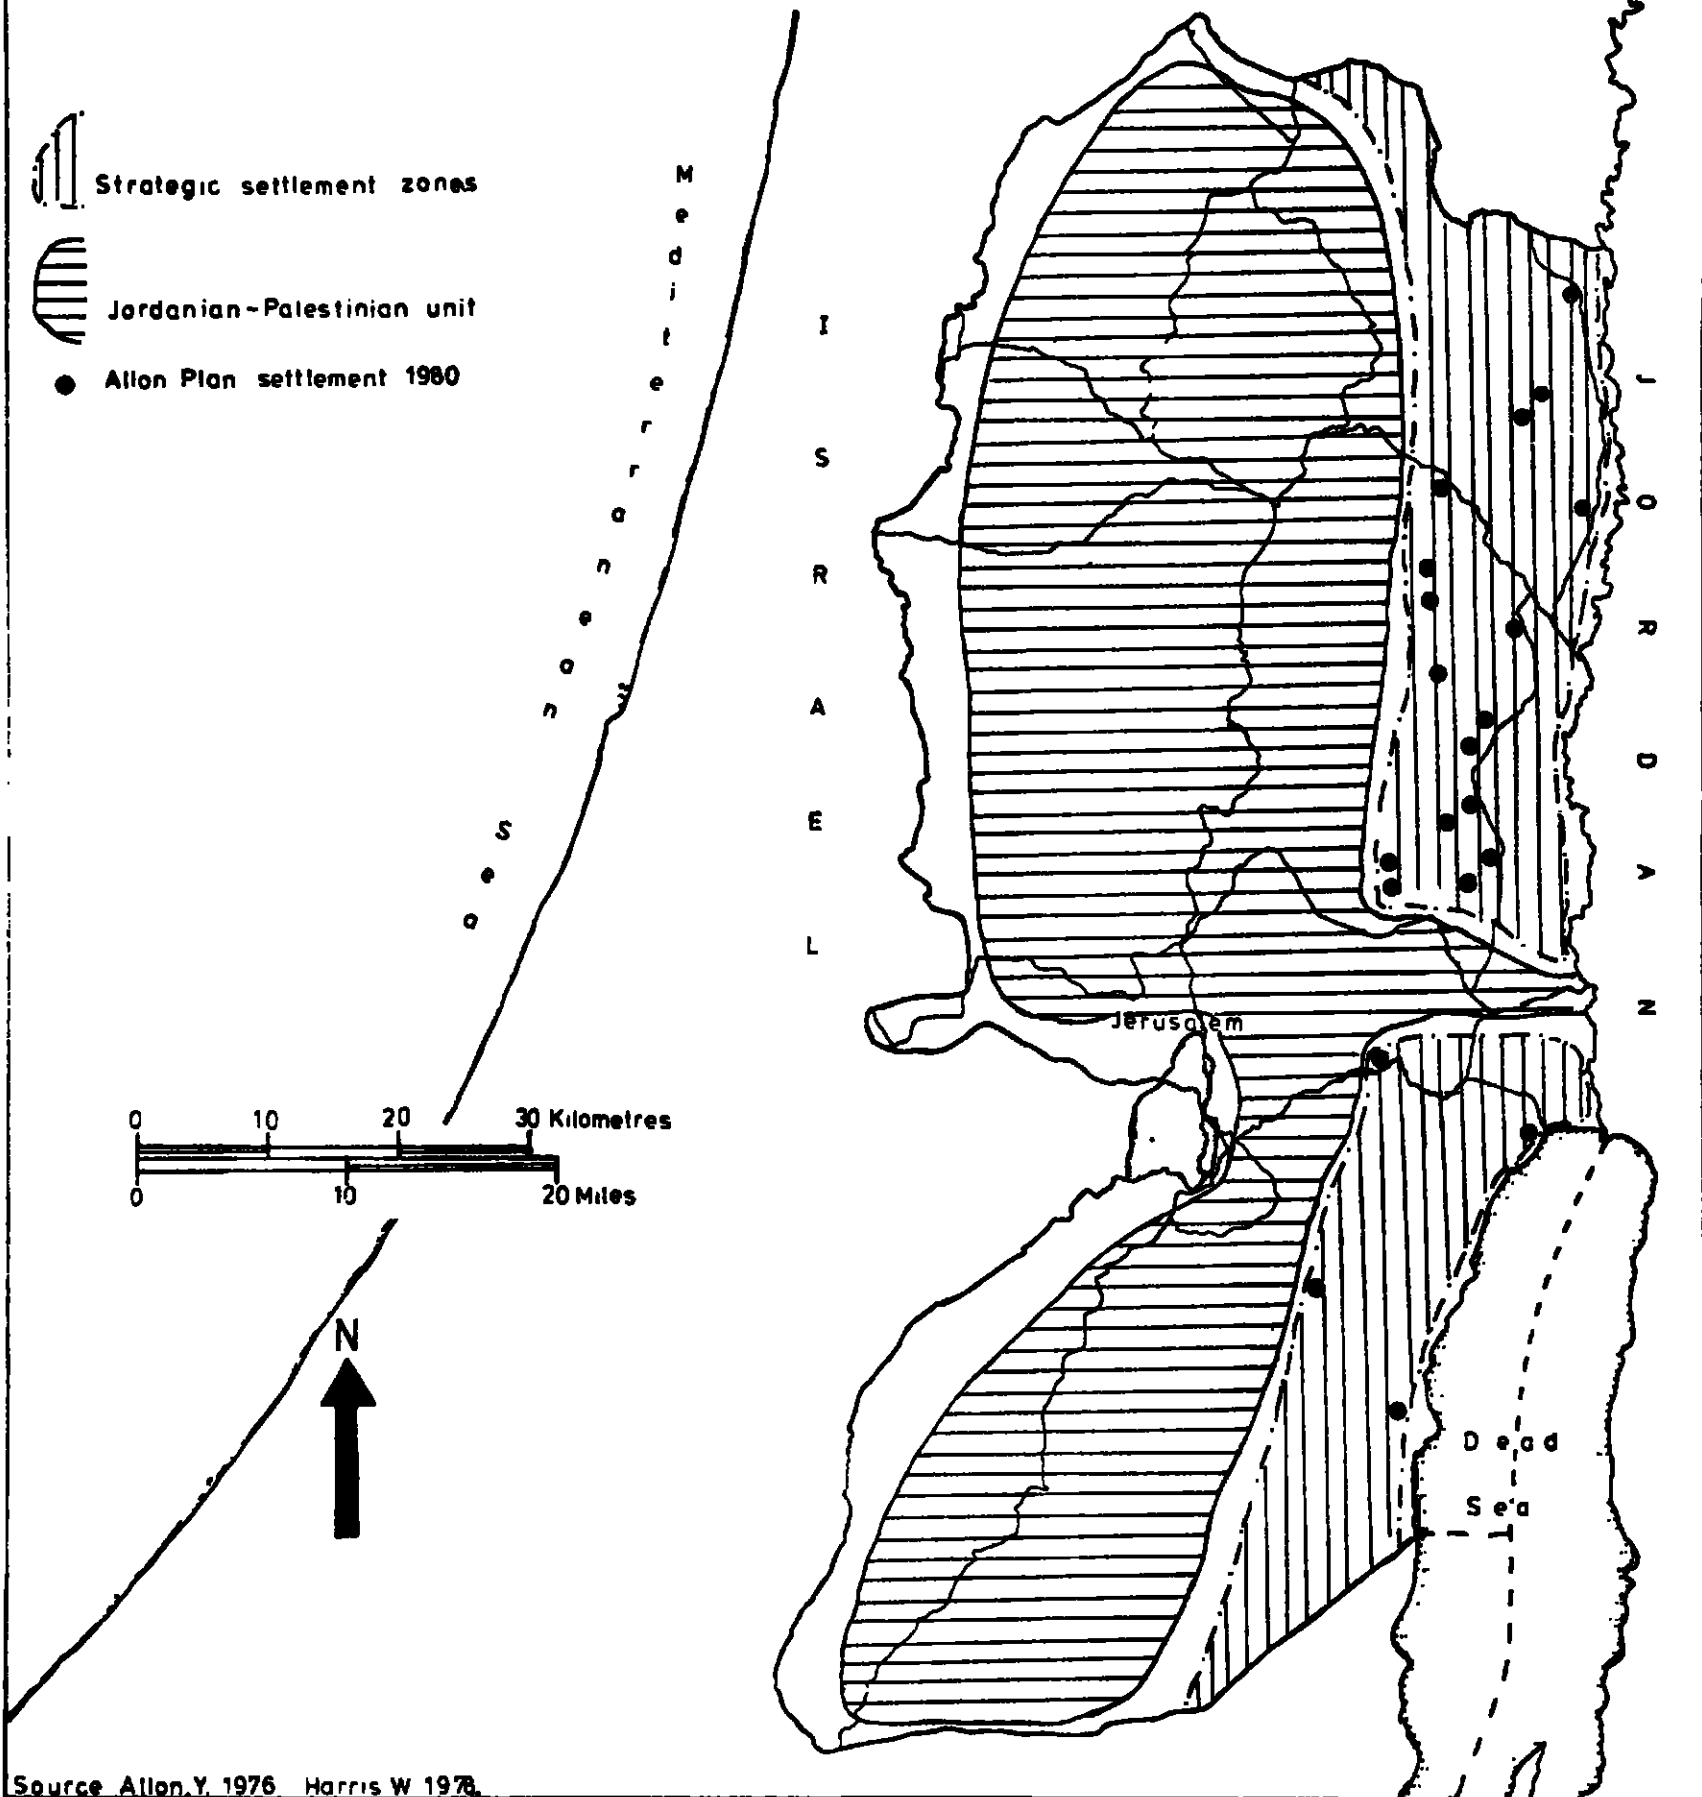 Strategic settlement zones
Jordanian-Palestinian unit
Allon Plan settlement 1980
Mediterranean
Sea
ISRAEL
JORDAN
Jerusalem
0 10 20 30 Kilometres
0 10 20 Miles
N
Dead
Sea
Source Allon.Y. 1976 Harris W 1978.